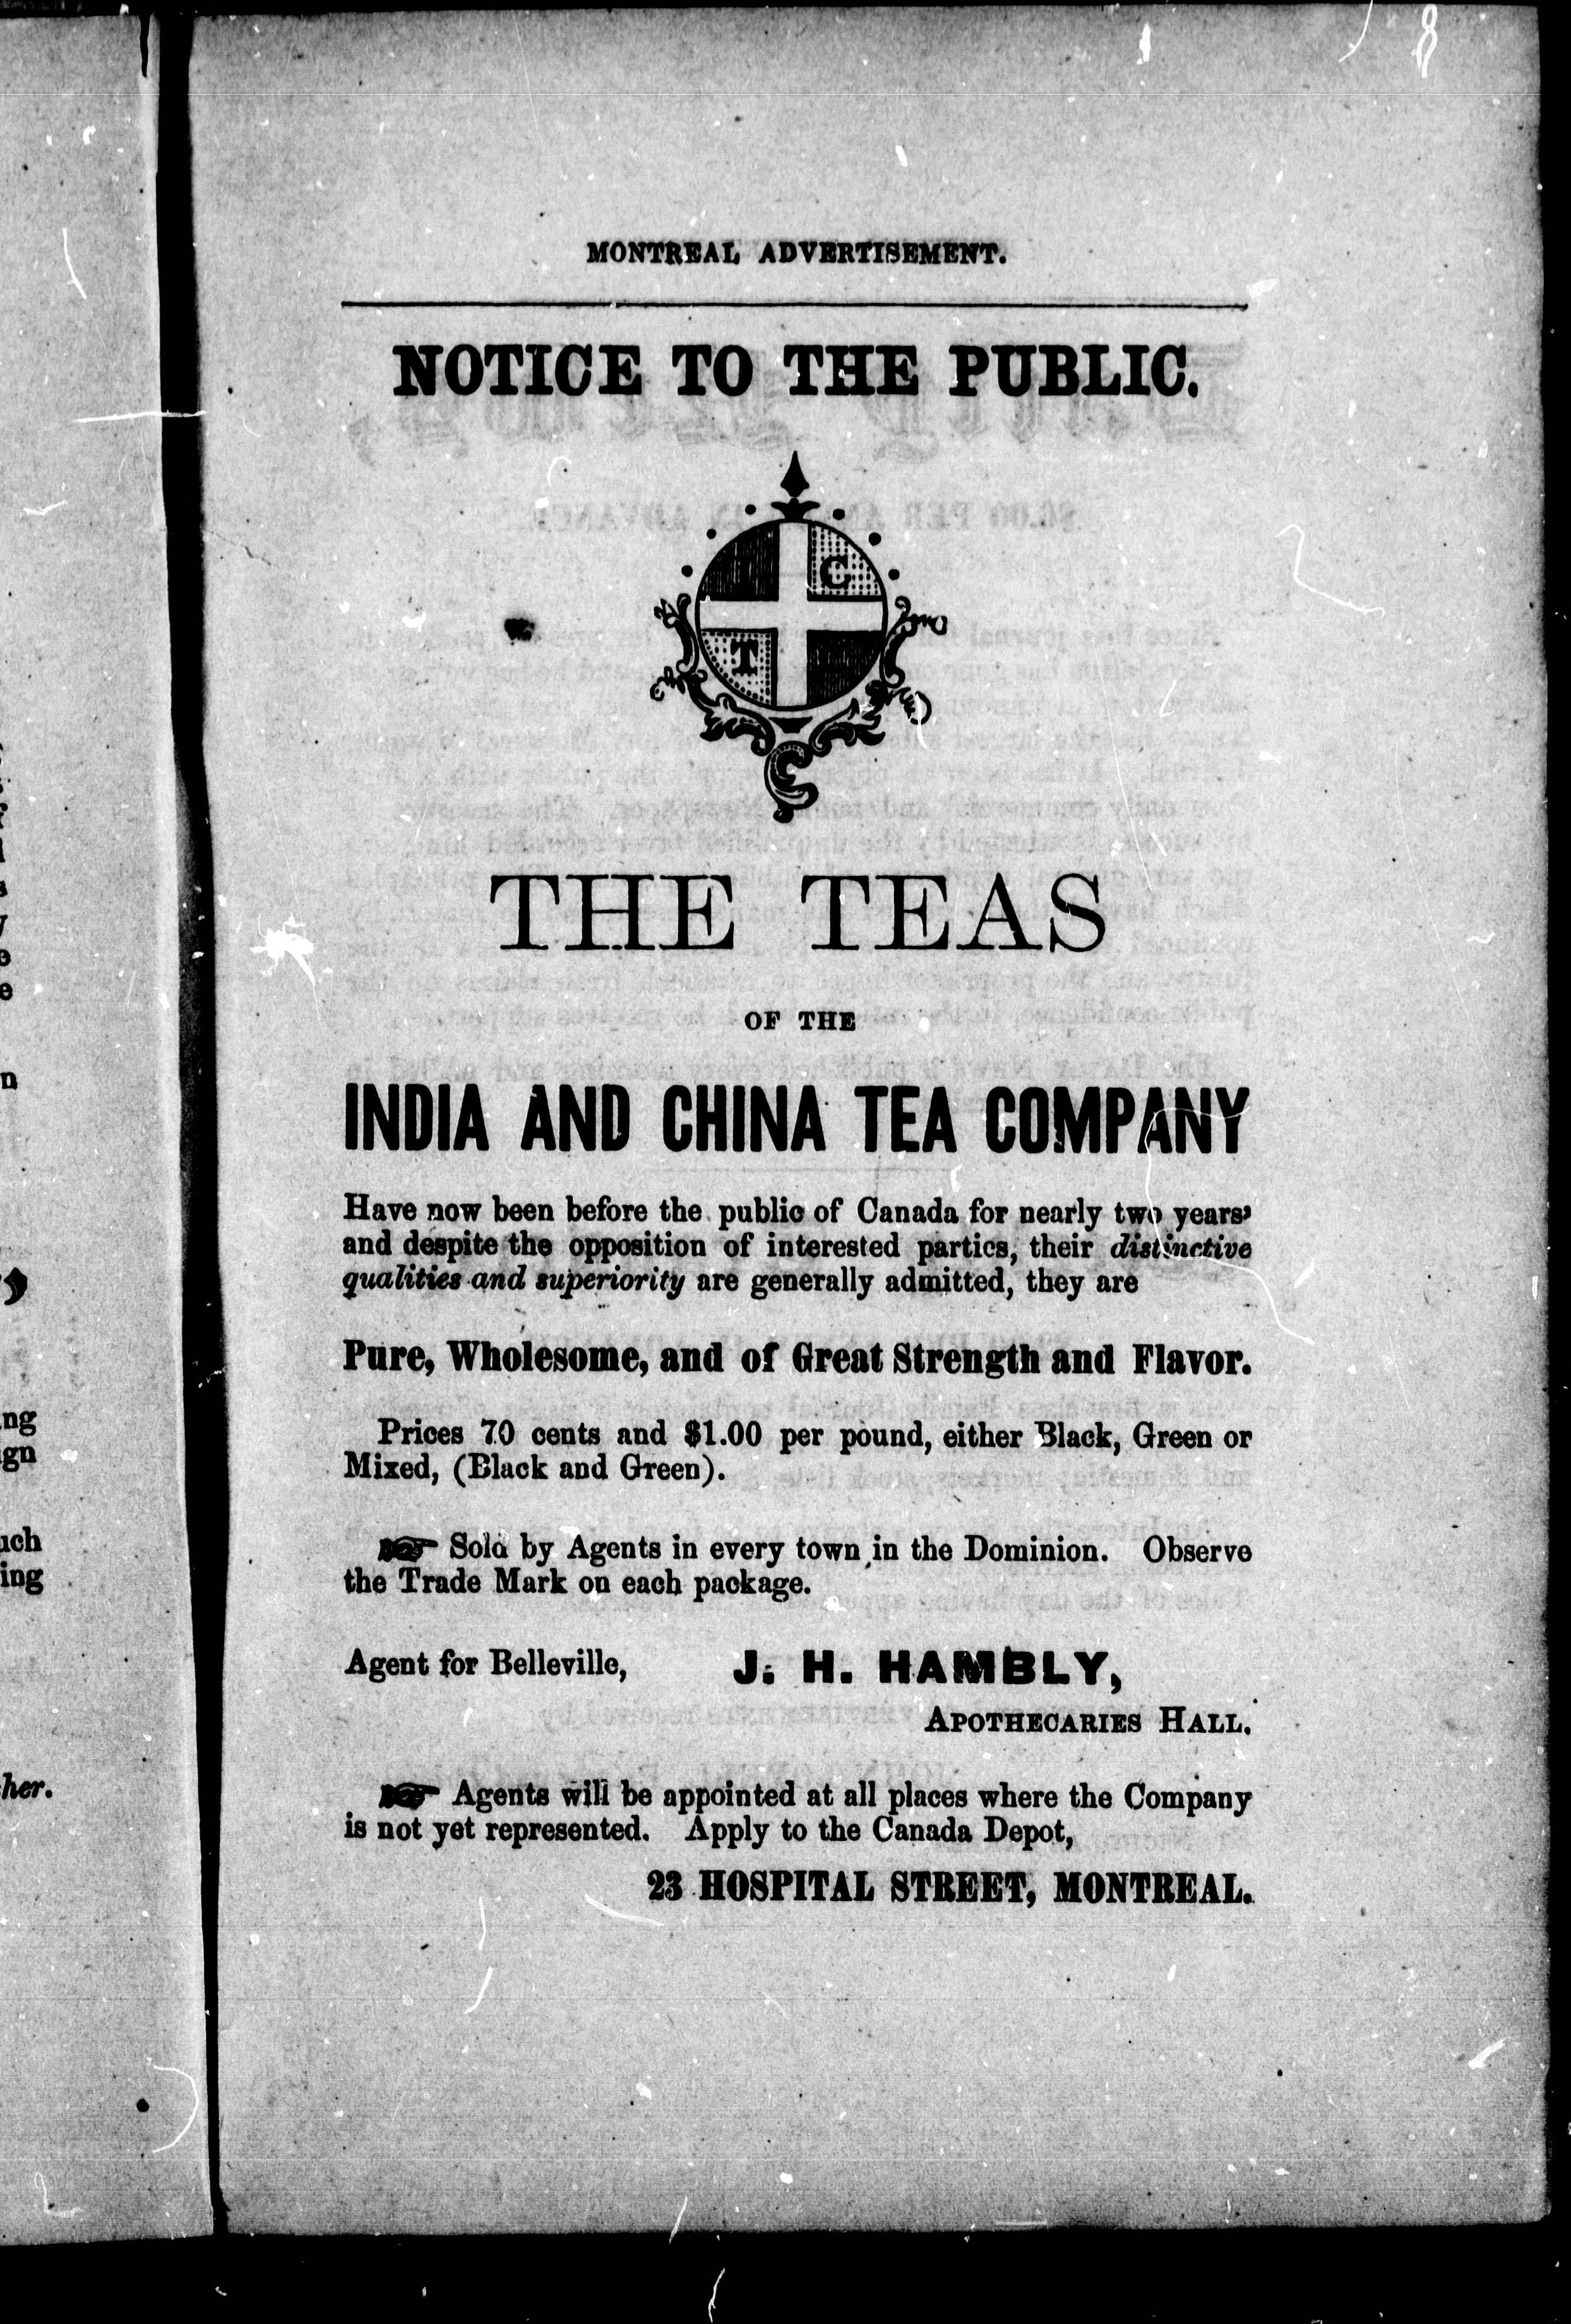 MONTREAL ADVERTISEMENT.
NOTICE TO THE PUBLIC.
C
T
THE TEAS
OF THE
INDIA AND CHINA TEA COMPANY
Have now been before the public of Canada for nearly two years'
and despite the opposition of interested parties, their distinctive
qualities and superiority are generally admitted, they are
Pure, Wholesome, and of Great Strength and Flavor.
Prices 70 cents and $1.00 per pound, either Black, Green or
Mixed, (Black and Green).
☞ Sold by Agents in every town in the Dominion. Observe
the Trade Mark on each package.
Agent for Belleville, J. H. HAMBLY,
APOTHECARIES HALL.
☞ Agents will be appointed at all places where the Company
is not yet represented. Apply to the Canada Depot,
23 HOSPITAL STREET, MONTREAL.